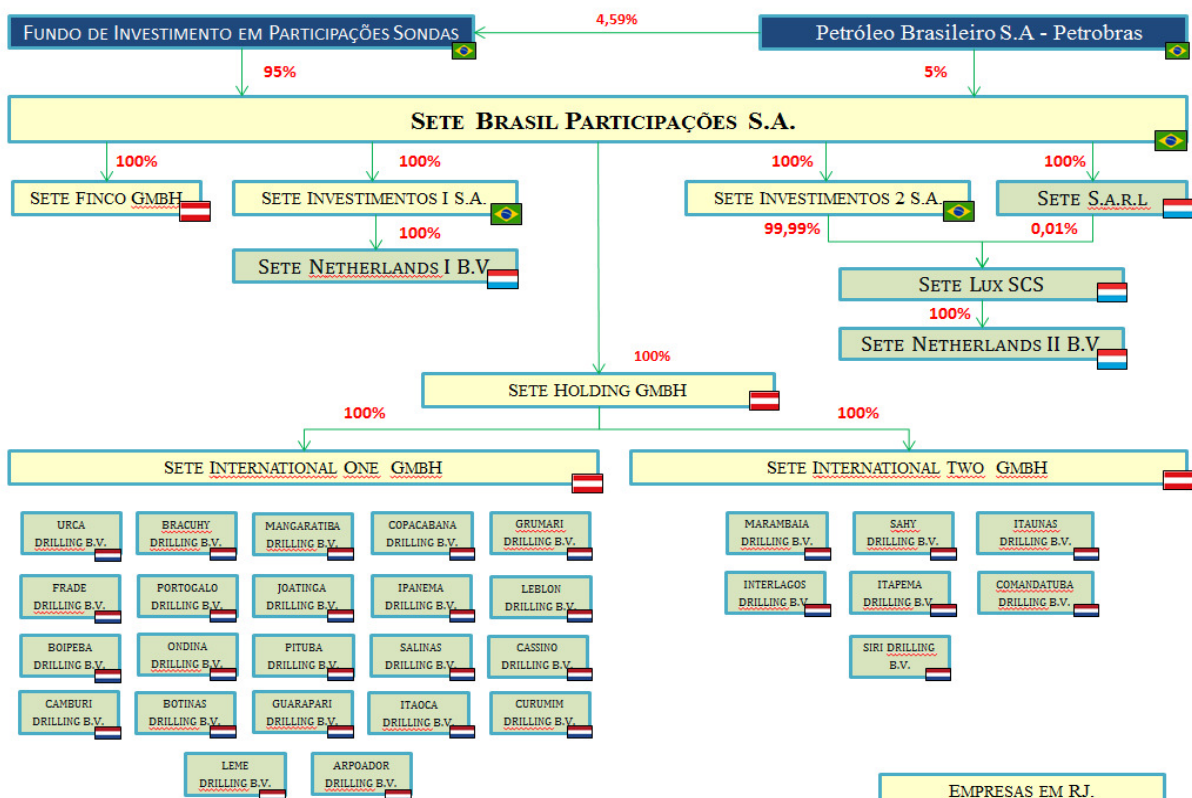 4,59%
FUNDO DE INVESTIMENTO EM PARTICIPAÇÕES SONDAS
Petróleo Brasileiro S.A - Petrobras
95%
5%
SETE BRASIL PARTICIPAÇÕES S.A.
100%
100%
100%
100%
SETE FINCO GMBH
SETE INVESTIMENTOS I S.A.
SETE INVESTIMENTOS 2 S.A.
SETE S.A.R.L
100%
99,99%
0,01%
SETE NETHERLANDS I B.V
SETE LUX SCS
100%
SETE NETHERLANDS II B.V
100%
SETE HOLDING GMBH
100%
100%
SETE INTERNATIONAL ONE GMBH
SETE INTERNATIONAL TWO GMBH
URCA
DRILLING B.V.
BRACUHY
DRILLING B.V.
MANGARATIBA
DRILLING B.V.
COPACABANA
DRILLING B.V.
GRUMARI
DRILLING B.V.
MARAMBAIA
DRILLING B.V.
SAHY
DRILLING B.V.
ITAUNAS
DRILLING B.V.
FRADE
DRILLING B.V.
PORTOGALO
DRILLING B.V.
JOATINGA
DRILLING B.V.
IPANEMA
DRILLING B.V.
LEBLON
DRILLING B.V.
INTERLAGOS
DRILLING B.V.
ITAPEMA
DRILLING B.V.
COMANDATUBA
DRILLING B.V.
BOIPEBA
DRILLING B.V.
ONDINA
DRILLING B.V.
PITUBA
DRILLING B.V.
SALINAS
DRILLING B.V.
CASSINO
DRILLING B.V.
SIRI DRILLING
B.V.
CAMBURI
DRILLING B.V.
BOTINAS
DRILLING B.V.
GUARAPARI
DRILLING B.V.
ITAOCA
DRILLING B.V.
CURUMIM
DRILLING B.V.
LEME
DRILLING B.V.
ARPOADOR
DRILLING B.V.
EMPRESAS EM RJ.